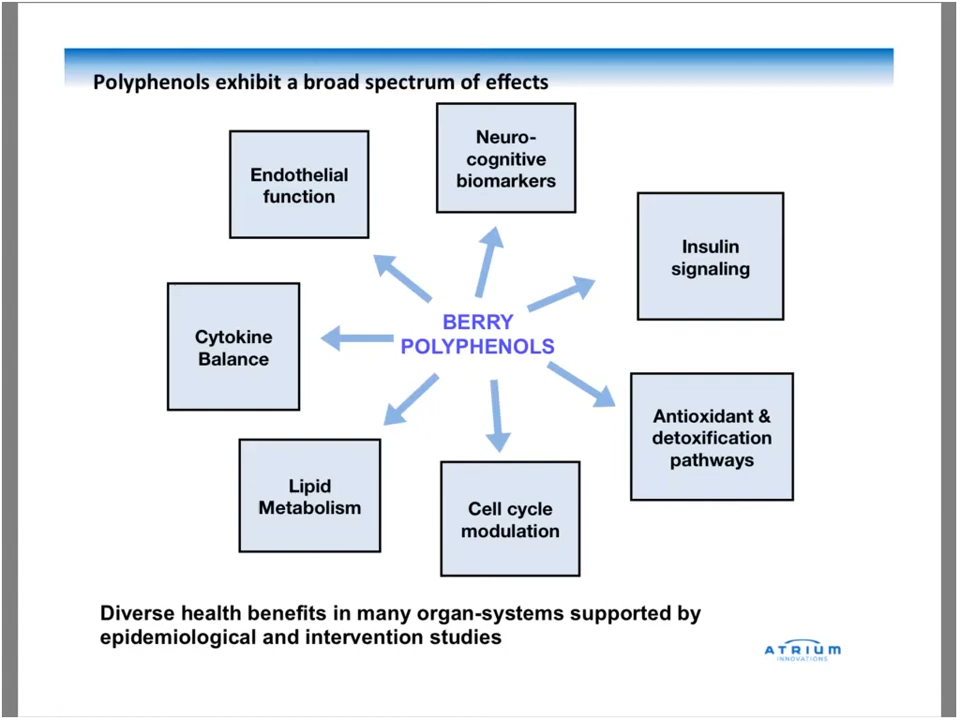 Polyphenols exhibit a broad spectrum of effects
Neuro-
cognitive
biomarkers
Endothelial
function
Insulin
signaling
BERRY
POLYPHENOLS
Cytokine
Balance
Antioxidant &
detoxification
pathways
Lipid
Metabolism
Cell cycle
modulation
Diverse health benefits in many organ-systems supported by
epidemiological and intervention studies
ATRIUM
INNOVATIONS